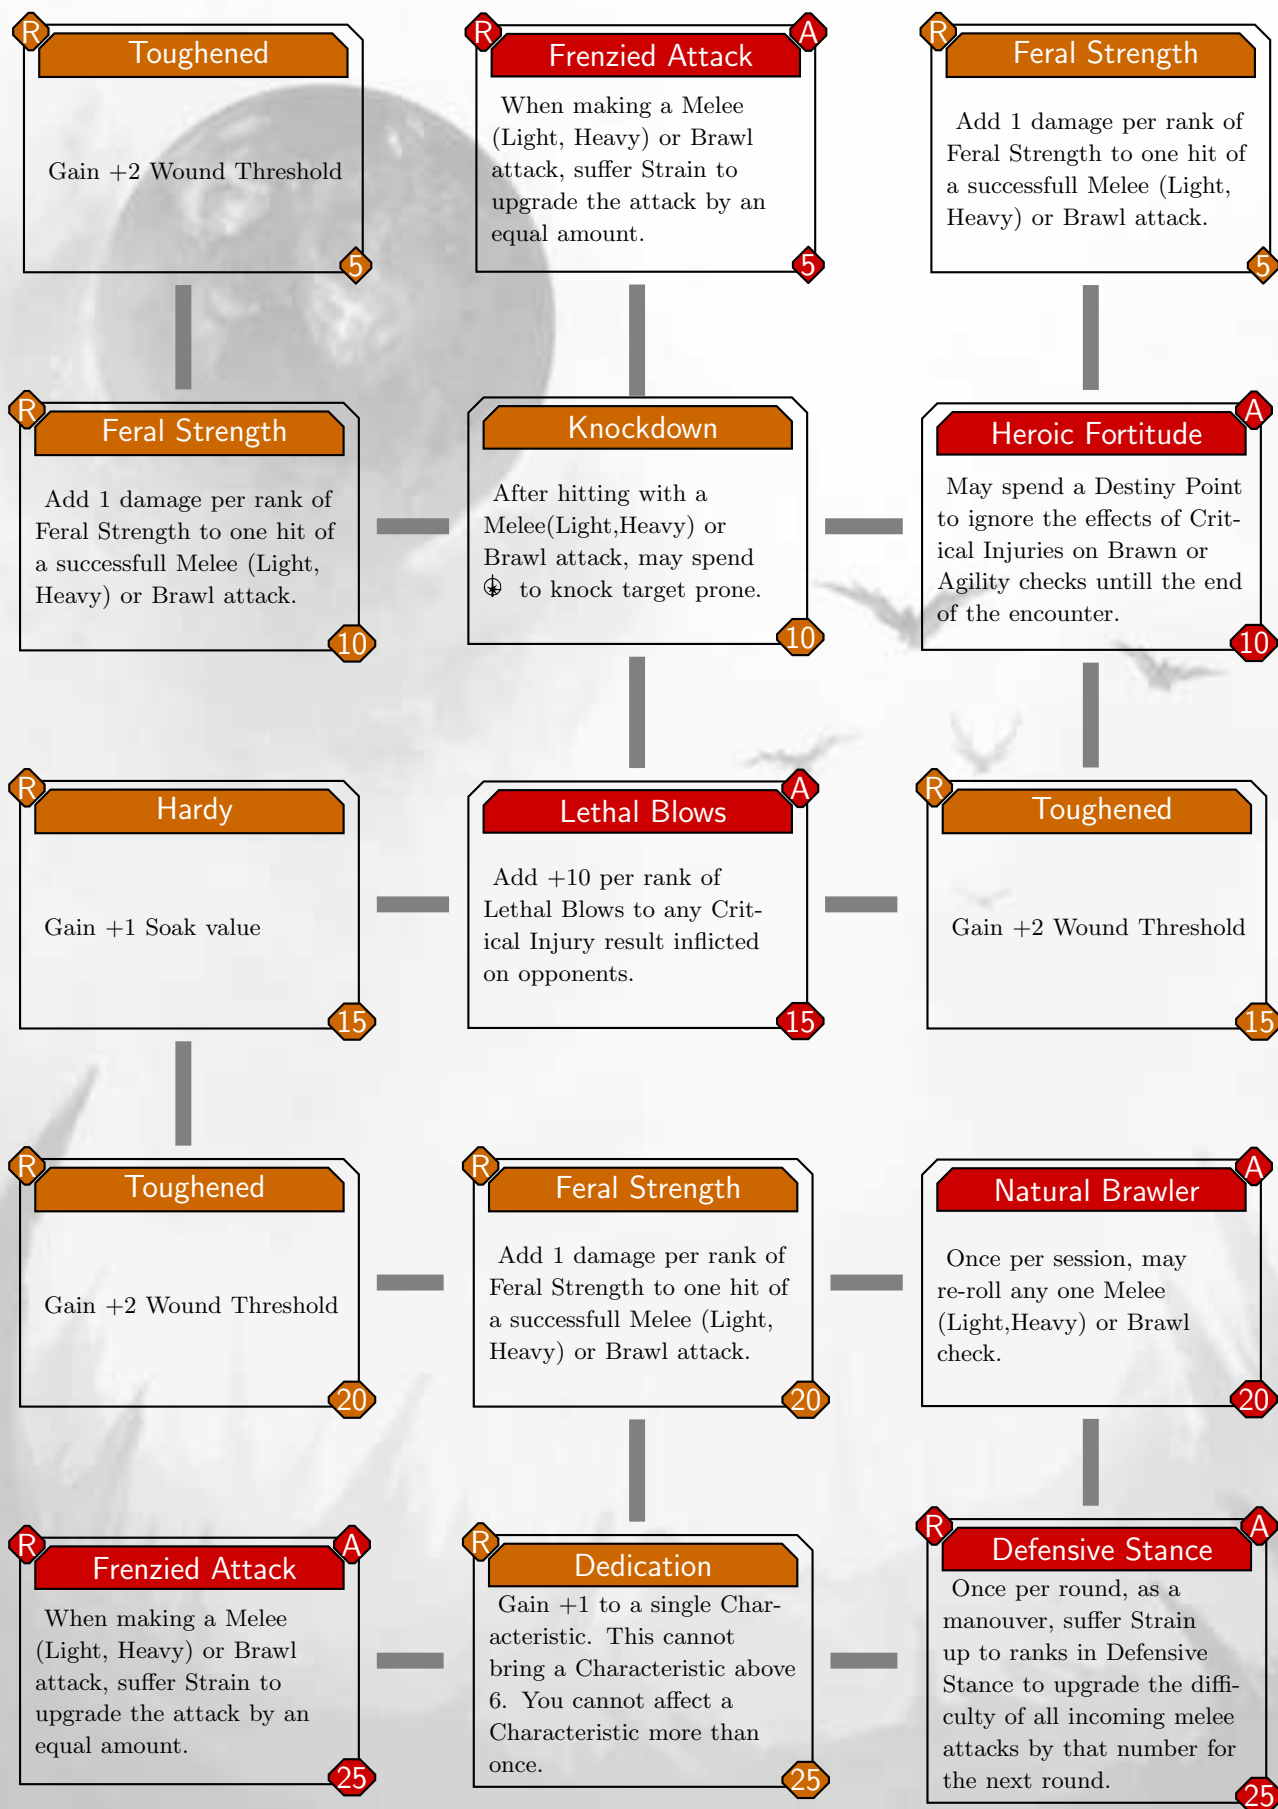 R
Toughened
Gain +2 Wound Threshold
5
R
A
Frenzied Attack
When making a Melee
(Light, Heavy) or Brawl
attack, suffer Strain to
upgrade the attack by an
equal amount.
5
R
Feral Strength
Add 1 damage per rank of
Feral Strength to one hit of
a successfull Melee (Light,
Heavy) or Brawl attack.
5
R
Feral Strength
Add 1 damage per rank of
Feral Strength to one hit of
a successfull Melee (Light,
Heavy) or Brawl attack.
10
Knockdown
After hitting with a
Melee(Light,Heavy) or
Brawl attack, may spend
to knock target prone.
10
A
Heroic Fortitude
May spend a Destiny Point
to ignore the effects of Crit-
ical Injuries on Brawn or
Agility checks untill the end
of the encounter.
10
R
Hardy
Gain +1 Soak value
15
A
Lethal Blows
Add +10 per rank of
Lethal Blows to any Crit-
ical Injury result inflicted
on opponents.
15
R
Toughened
Gain +2 Wound Threshold
15
R
Toughened
Gain +2 Wound Threshold
20
R
Feral Strength
Add 1 damage per rank of
Feral Strength to one hit of
a successfull Melee (Light,
Heavy) or Brawl attack.
20
A
Natural Brawler
Once per session, may
re-roll any one Melee
(Light,Heavy) or Brawl
check.
20
R
A
Frenzied Attack
When making a Melee
(Light, Heavy) or Brawl
attack, suffer Strain to
upgrade the attack by an
equal amount.
25
R
Dedication
Gain +1 to a single Char-
acteristic. This cannot
bring a Characteristic above
6. You cannot affect a
Characteristic more than
once.
25
R
A
Defensive Stance
Once per round, as a
manouver, suffer Strain
up to ranks in Defensive
Stance to upgrade the diffi-
culty of all incoming melee
attacks by that number for
the next round.
25